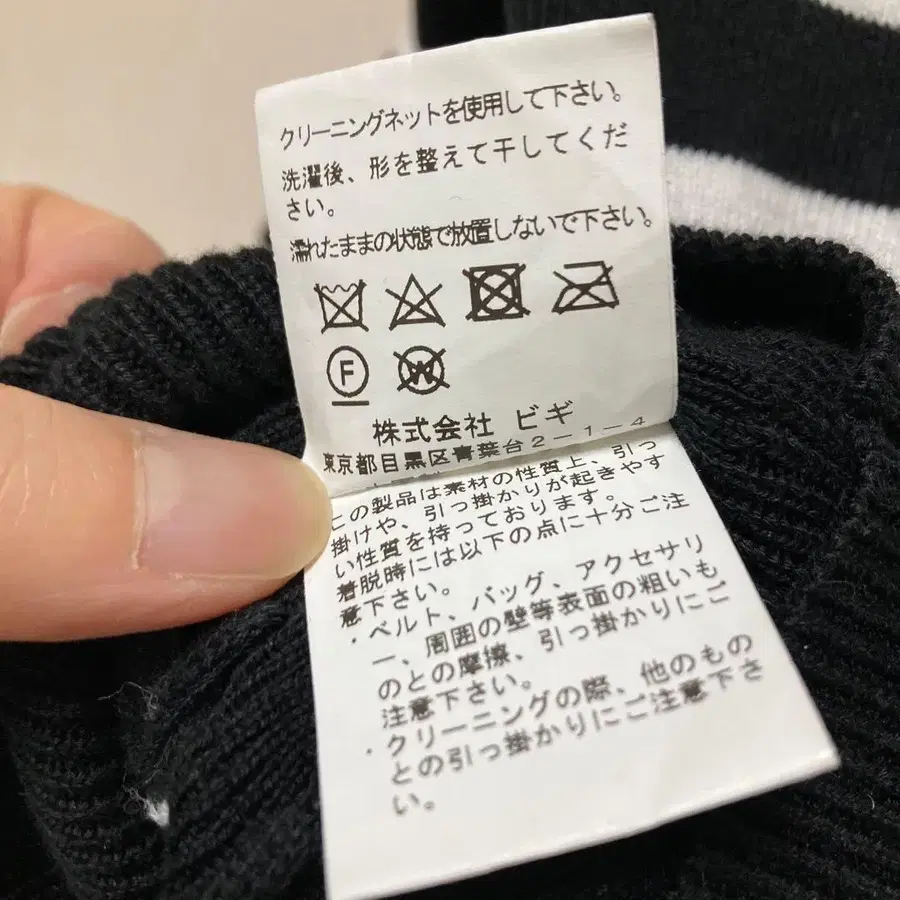 クリーニングネットを使用して下さい。
洗濯後、形を整えて干してくだ
さい。
濡れたままの状態で放置しないで下さい。
F
W
株式会社 ビギ
東京都目黒区青葉台2-1-4
この製品は素材の性質上、引っ
掛けや、引っ掛かりが起きやす
い性質を持っております。
着脱時には以下の点に十分ご注
意下さい。
・ベルト、バッグ、アクセサリ
ー、周囲の壁等表面の粗いも
のとの摩擦、引っ掛かりにご
注意下さい。
・クリーニングの際、他のもの
との引っ掛かりにご注意下さ
い。